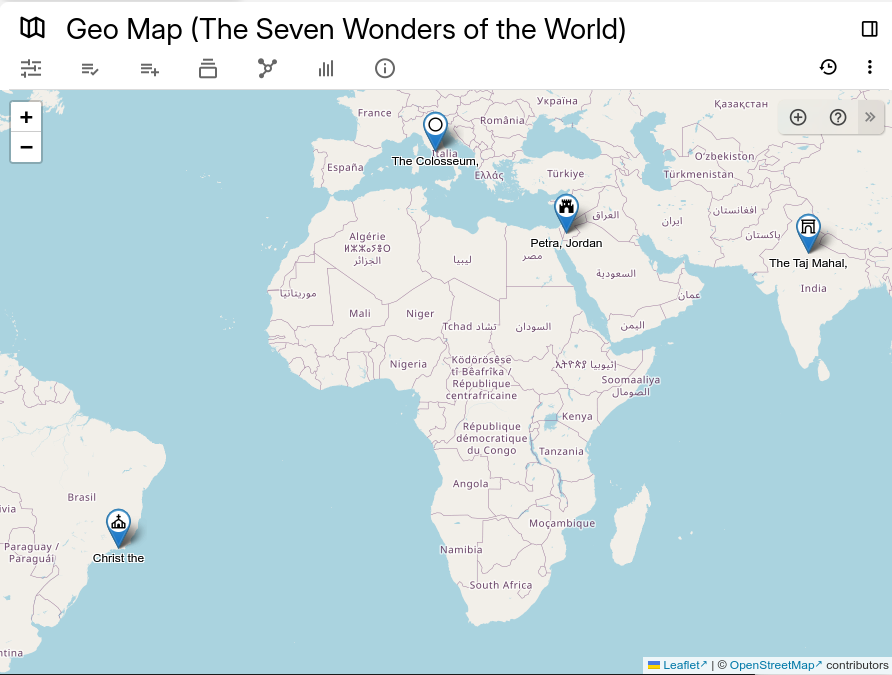 Geo Map (The Seven Wonders of the World)
+
−
France
Україна
Қазақстан
România
Italia
The Colosseum,
España
Ελλάς
Türkiye
Oʻzbekiston
Türkmenistan
العراق
ایران
افغانستان
پاکستان
Petra, Jordan
The Taj Mahal,
India
Algérie
ⵍⵣⵣⴰⵢⴻⵔ
الجزائر
ليبيا
مصر
السعودية
عمان
اليمن
موريتانيا
Mali
Niger
Tchad تشاد
السودان
Nigeria
Ködörösêse
tî Bêafrîka /
République
centrafricaine
Soomaaliya
الصومال
Kenya
République
démocratique
du Congo
Tanzania
Angola
Moçambique
Namibia
South Africa
Brasil
Paraguay /
Paraguái
Christ the
Leaflet | © OpenStreetMap contributors